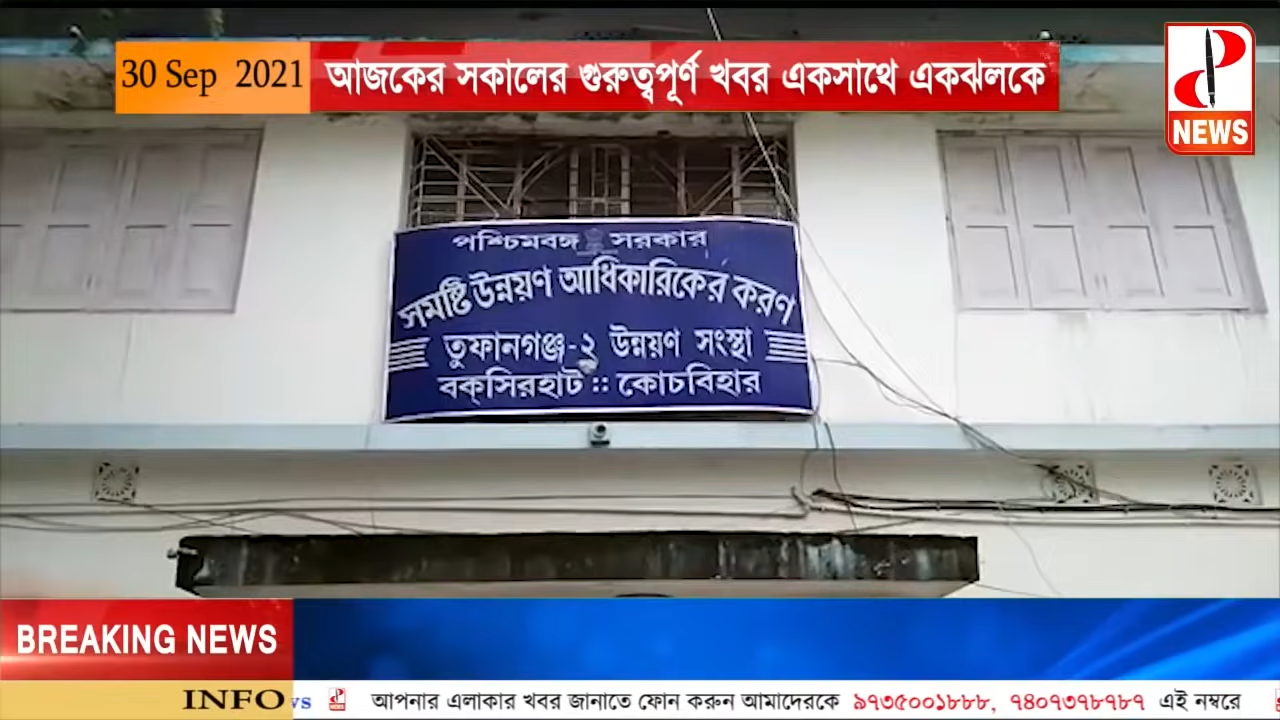 30 Sep 2021 আজকের সকালের গুরুত্বপূর্ণ খবর একসাথে একঝলকে
NEWS
পশ্চিমবঙ্গ সরকার
সমষ্টি উন্নয়ণ আধিকারিকের করণ
তুফানগঞ্জ-২ উন্নয়ণ সংস্থা
বক্সিরহাট :: কোচবিহার
BREAKING NEWS
INFO vs আপনার এলাকার খবর জানাতে ফোন করুন আমাদেরকে ৯৭৩৫০০১৮৮৮, ৭৪০৭৩৭৮৭৮৭ এই নম্বরে